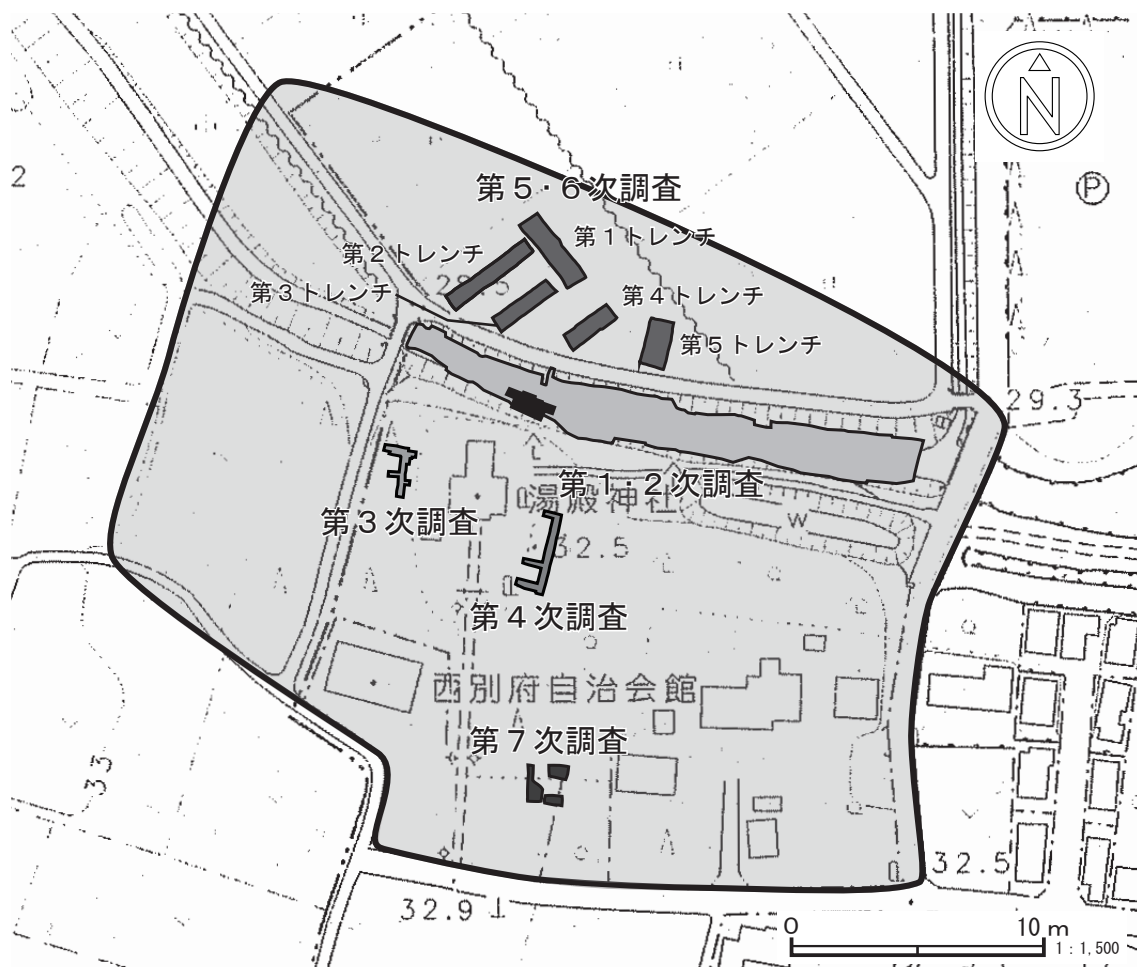 N
2
P
第5・6次調査
第1トレンチ
第2トレンチ
第3トレンチ
第4トレンチ
第5トレンチ
29.3
第1・2次調査
湯殿神社
第3次調査
32.5
第4次調査
西別府自治会館
第7次調査
33
32.5
32.9
0 10m
1:1,500